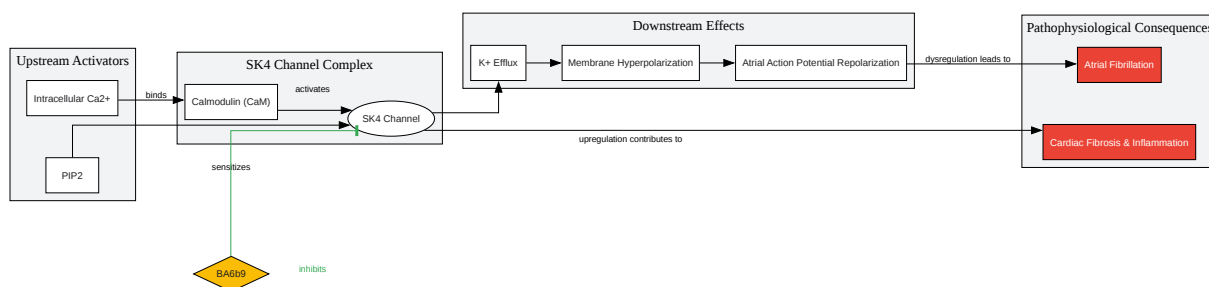 Upstream Activators
Intracellular Ca2+
PIP2
binds
SK4 Channel Complex
Calmodulin (CaM)
activates
SK4 Channel
sensitizes
BA6b9
inhibits
Downstream Effects
K+ Efflux
Membrane Hyperpolarization
Atrial Action Potential Repolarization
dysregulation leads to
upregulation contributes to
Pathophysiological Consequences
Atrial Fibrillation
Cardiac Fibrosis & Inflammation